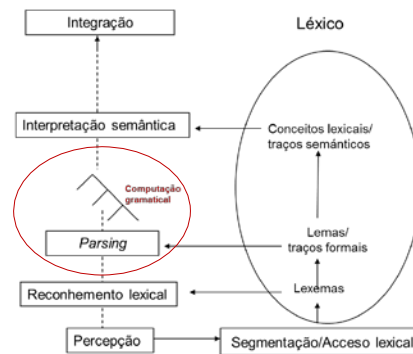 Integração
Léxico
Interpretação semântica
Conceitos lexicais/
traços semánticos
Computação
gramatical
Parsing
Lemas/
traços formais
Reconhemento lexical
Lexemas
Percepção
Segmentação/Acceso lexical